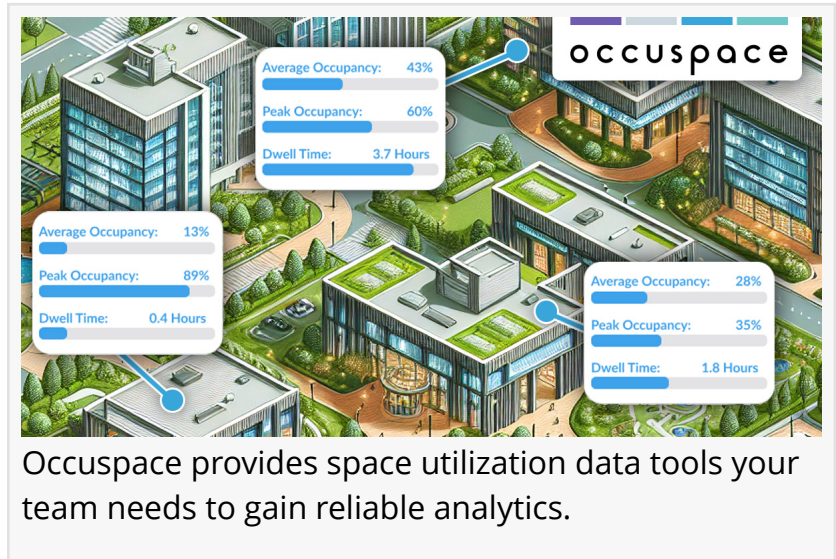 occuspace
Average Occupancy: 43%
Peak Occupancy: 60%
Dwell Time: 3.7 Hours
Average Occupancy: 13%
Peak Occupancy: 89%
Dwell Time: 0.4 Hours
Average Occupancy: 28%
Peak Occupancy: 35%
Dwell Time: 1.8 Hours
Occuspace provides space utilization data tools your
team needs to gain reliable analytics.